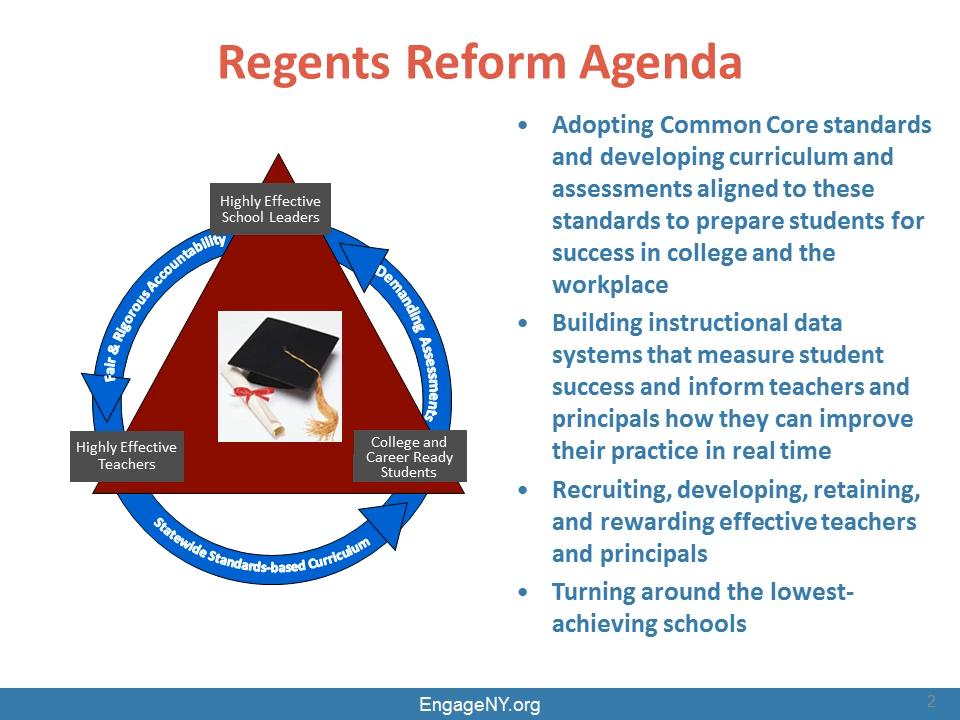 Regents Reform Agenda
Highly Effective
School Leaders
Fair & Rigorous Accountability
Demanding Assessments
Highly Effective
Teachers
College and
Career Ready
Students
Statewide Standards-based Curriculum
• Adopting Common Core standards
and developing curriculum and
assessments aligned to these
standards to prepare students for
success in college and the
workplace
• Building instructional data
systems that measure student
success and inform teachers and
principals how they can improve
their practice in real time
• Recruiting, developing, retaining,
and rewarding effective teachers
and principals
• Turning around the lowest-
achieving schools
EngageNY.org
2